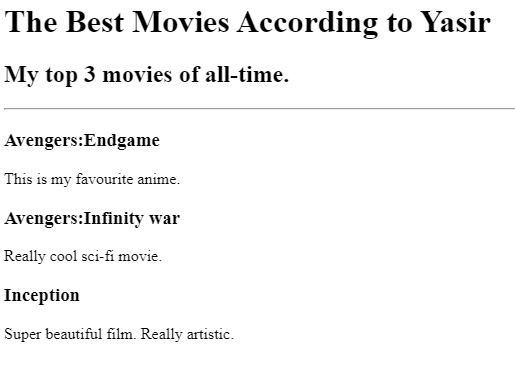 The Best Movies According to Yasir
My top 3 movies of all-time.
Avengers:Endgame
This is my favourite anime.
Avengers:Infinity war
Really cool sci-fi movie.
Inception
Super beautiful film. Really artistic.